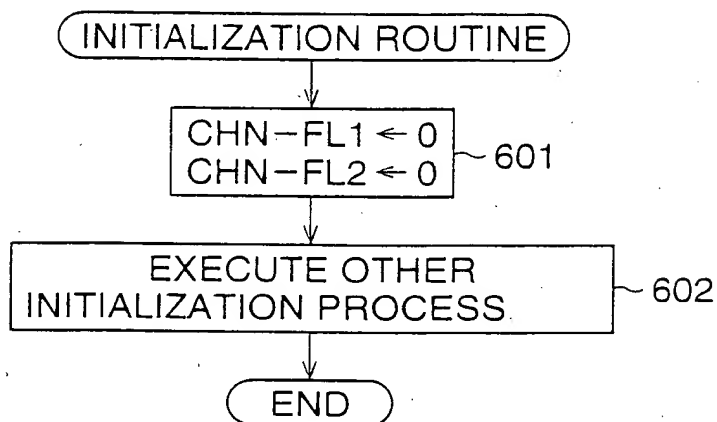 INITIALIZATION ROUTINE
CHN-FL1 ← 0
CHN-FL2 ← 0
601
EXECUTE OTHER
INITIALIZATION PROCESS
602
END